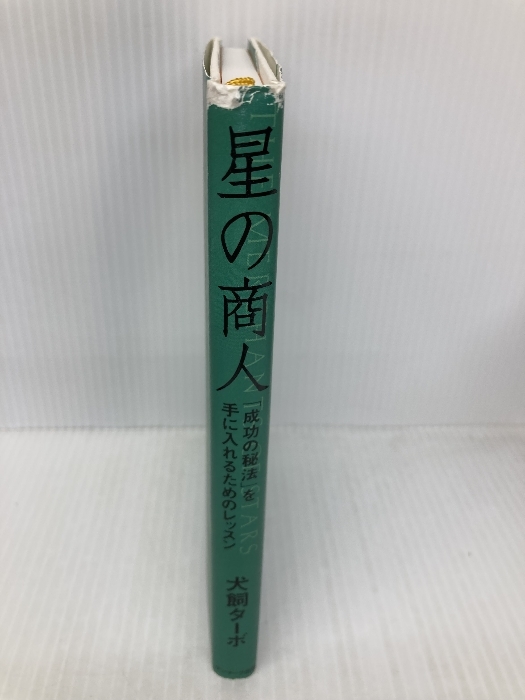 星の商人
「成功の秘法」を
手に入れるためのレッスン
犬飼ターボ